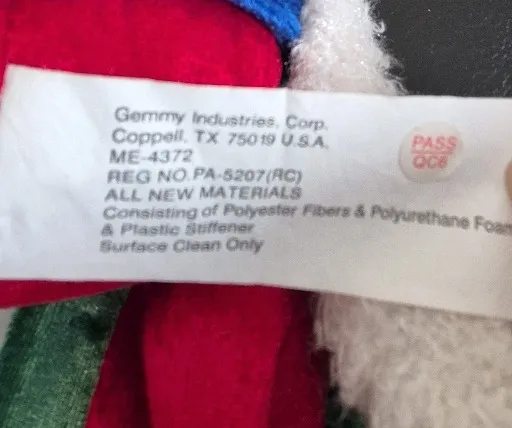 Gemmy Industries, Corp.
Coppell, TX 75019 U.S.A.
ME-4372
REG NO.PA-5207(RC)
ALL NEW MATERIALS
Consisting of Polyester Fibers & Polyurethane Foam
& Plastic Stiffener
Surface Clean Only
PASS
QC6